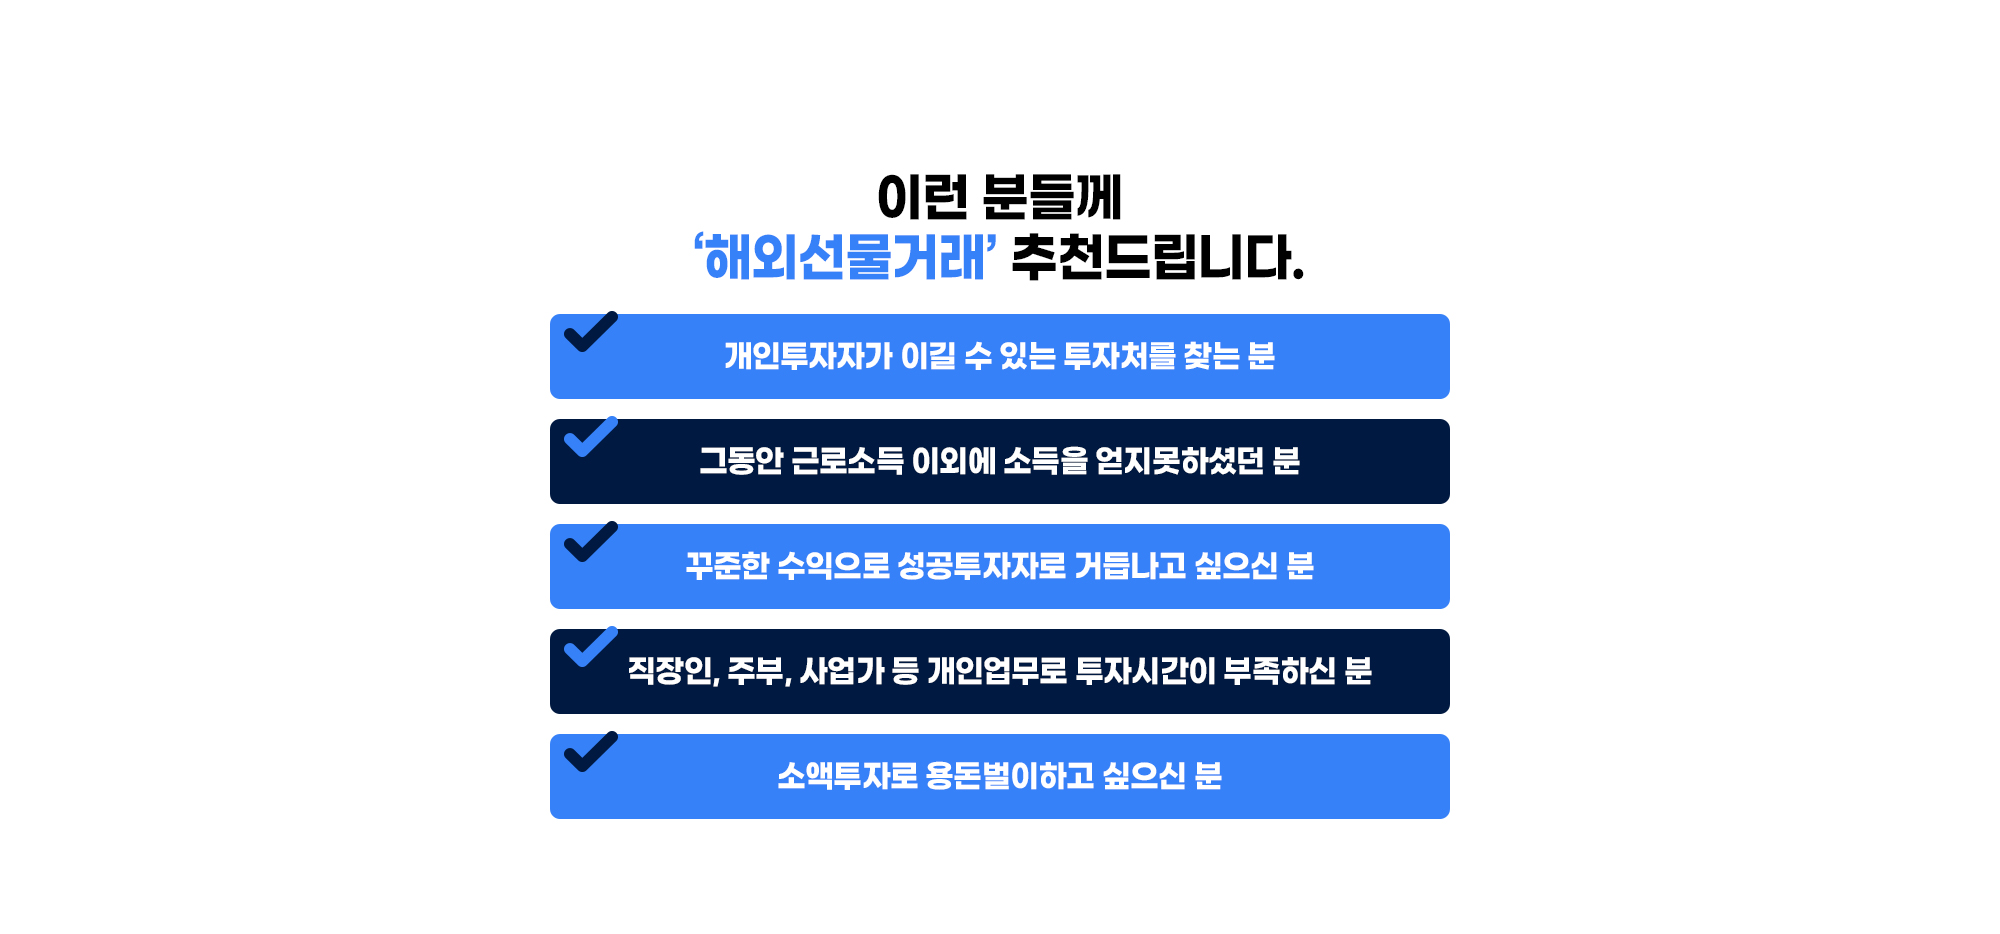 이런 분들께
‘해외선물거래’ 추천드립니다.
개인투자자가 이길 수 있는 투자처를 찾는 분
그동안 근로소득 이외에 소득을 얻지못하셨던 분
꾸준한 수익으로 성공투자자로 거듭나고 싶으신 분
직장인, 주부, 사업가 등 개인업무로 투자시간이 부족하신 분
소액투자로 용돈벌이하고 싶으신 분